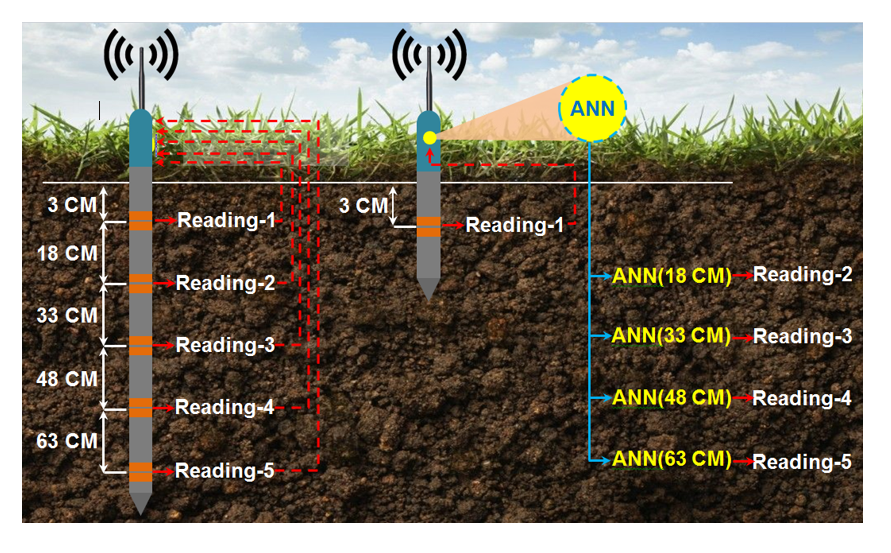 ANN
3 CM
Reading-1
18 CM
Reading-2
33 CM
Reading-3
48 CM
Reading-4
63 CM
Reading-5
3 CM
Reading-1
ANN(18 CM)
Reading-2
ANN(33 CM)
Reading-3
ANN(48 CM)
Reading-4
ANN(63 CM)
Reading-5